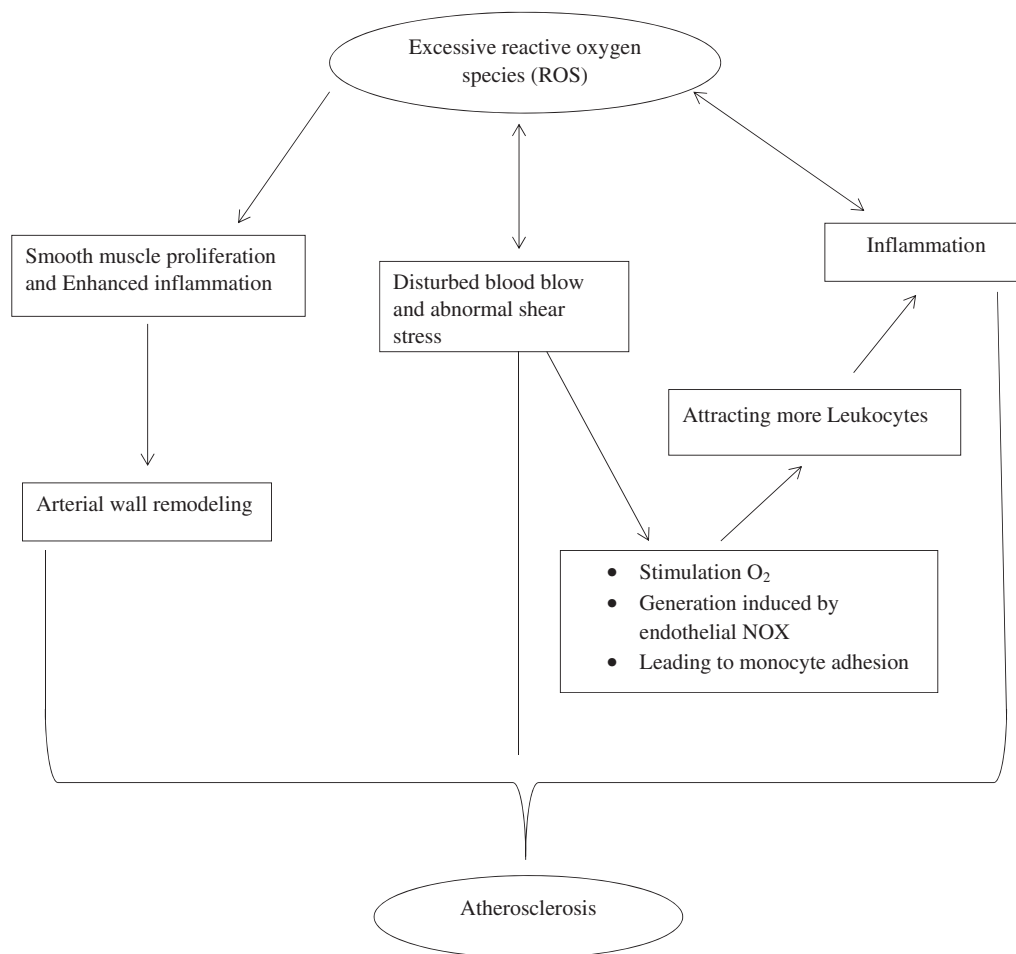 Excessive reactive oxygen
species (ROS)
Smooth muscle proliferation
and Enhanced inflammation
Disturbed blood blow
and abnormal shear
stress
Inflammation
Attracting more Leukocytes
Arterial wall remodeling
• Stimulation O₂
• Generation induced by
endothelial NOX
• Leading to monocyte adhesion
Atherosclerosis